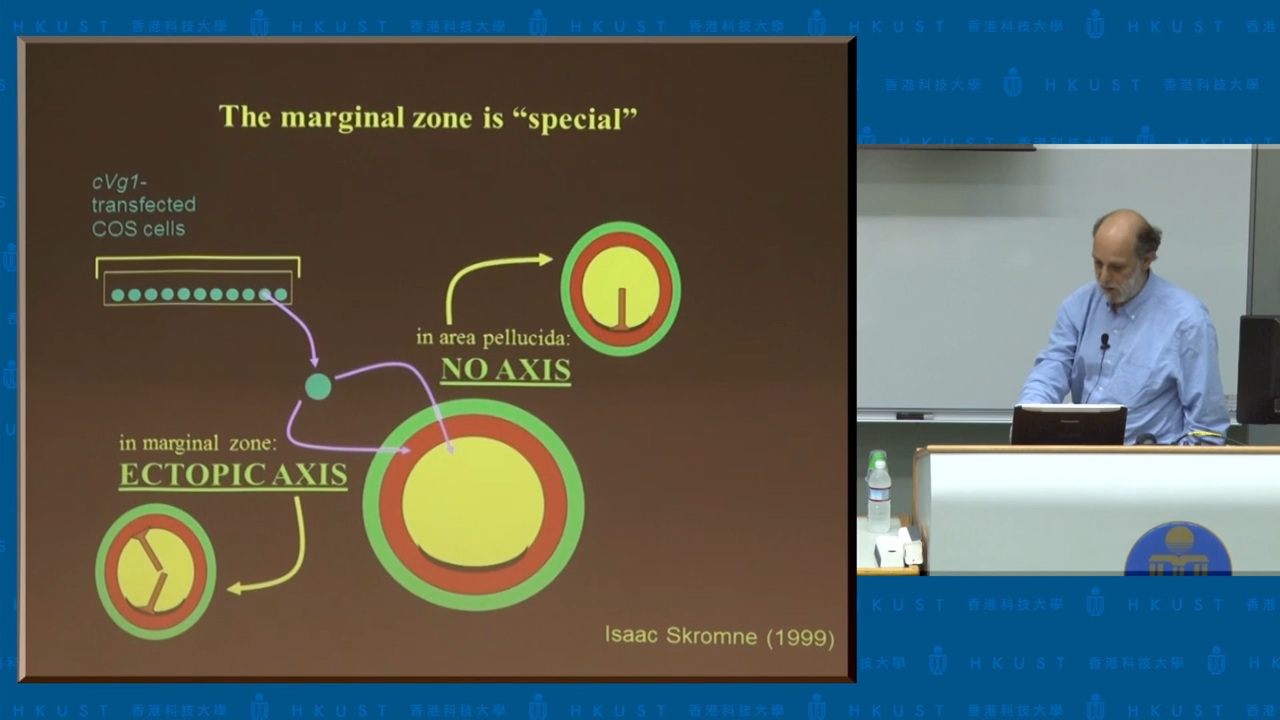 The marginal zone is “special”
cVg1-
transfected
COS cells
in area pellucida:
NO AXIS
in marginal zone:
ECTOPIC AXIS
Isaac Skromne (1999)
HKUST 香港科技大學